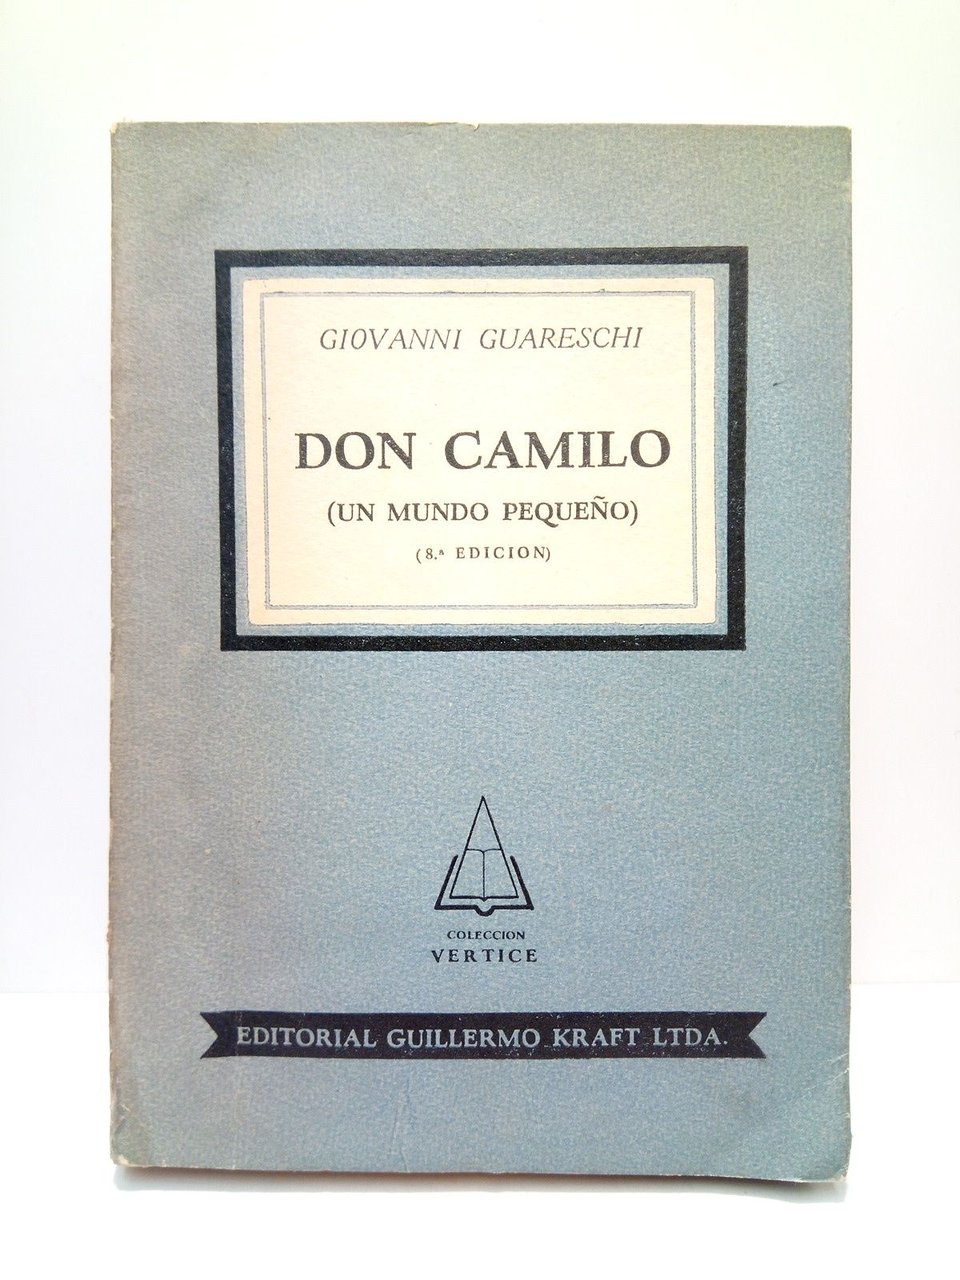 GIOVANNI GUARESCHI
DON CAMILO
(UN MUNDO PEQUEÑO)
(8.ª EDICION)
COLECCION
VERTICE
EDITORIAL GUILLERMO KRAFT LTDA.